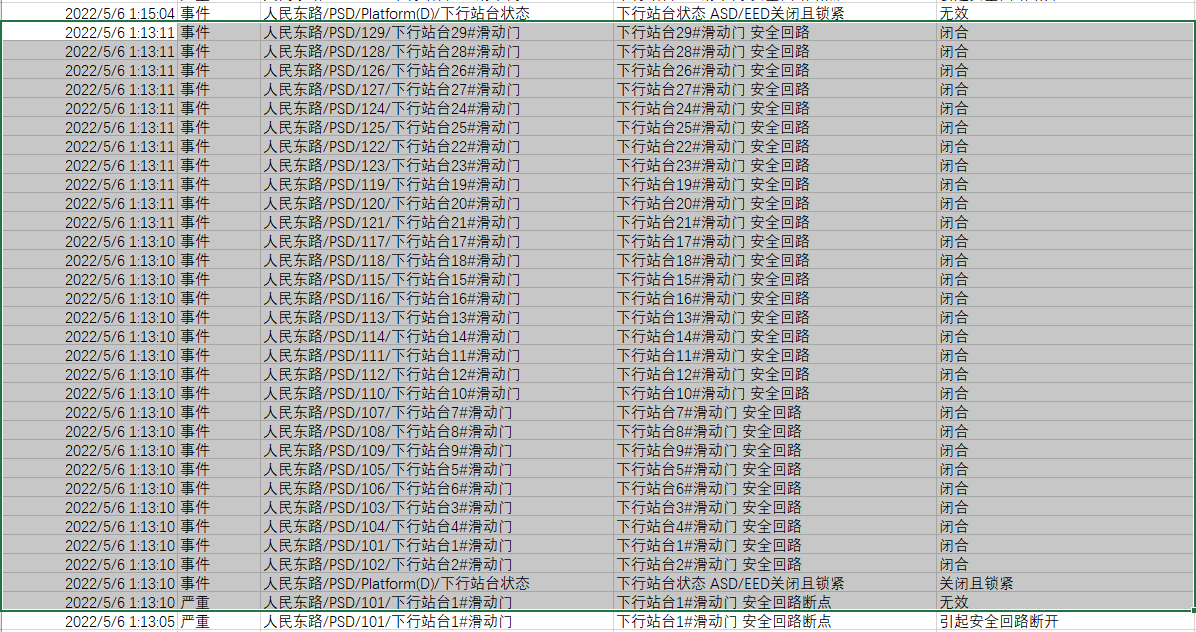 2022/5/6 1:15:04 事件 人民东路/PSD/Platform(D)/下行站台状态 下行站台状态 ASD/EED关闭且锁紧 无效
2022/5/6 1:13:11 事件 人民东路/PSD/129/下行站台29#滑动门 下行站台29#滑动门 安全回路 闭合
2022/5/6 1:13:11 事件 人民东路/PSD/128/下行站台28#滑动门 下行站台28#滑动门 安全回路 闭合
2022/5/6 1:13:11 事件 人民东路/PSD/126/下行站台26#滑动门 下行站台26#滑动门 安全回路 闭合
2022/5/6 1:13:11 事件 人民东路/PSD/127/下行站台27#滑动门 下行站台27#滑动门 安全回路 闭合
2022/5/6 1:13:11 事件 人民东路/PSD/124/下行站台24#滑动门 下行站台24#滑动门 安全回路 闭合
2022/5/6 1:13:11 事件 人民东路/PSD/125/下行站台25#滑动门 下行站台25#滑动门 安全回路 闭合
2022/5/6 1:13:11 事件 人民东路/PSD/122/下行站台22#滑动门 下行站台22#滑动门 安全回路 闭合
2022/5/6 1:13:11 事件 人民东路/PSD/123/下行站台23#滑动门 下行站台23#滑动门 安全回路 闭合
2022/5/6 1:13:11 事件 人民东路/PSD/119/下行站台19#滑动门 下行站台19#滑动门 安全回路 闭合
2022/5/6 1:13:11 事件 人民东路/PSD/120/下行站台20#滑动门 下行站台20#滑动门 安全回路 闭合
2022/5/6 1:13:11 事件 人民东路/PSD/121/下行站台21#滑动门 下行站台21#滑动门 安全回路 闭合
2022/5/6 1:13:10 事件 人民东路/PSD/117/下行站台17#滑动门 下行站台17#滑动门 安全回路 闭合
2022/5/6 1:13:10 事件 人民东路/PSD/118/下行站台18#滑动门 下行站台18#滑动门 安全回路 闭合
2022/5/6 1:13:10 事件 人民东路/PSD/115/下行站台15#滑动门 下行站台15#滑动门 安全回路 闭合
2022/5/6 1:13:10 事件 人民东路/PSD/116/下行站台16#滑动门 下行站台16#滑动门 安全回路 闭合
2022/5/6 1:13:10 事件 人民东路/PSD/113/下行站台13#滑动门 下行站台13#滑动门 安全回路 闭合
2022/5/6 1:13:10 事件 人民东路/PSD/114/下行站台14#滑动门 下行站台14#滑动门 安全回路 闭合
2022/5/6 1:13:10 事件 人民东路/PSD/111/下行站台11#滑动门 下行站台11#滑动门 安全回路 闭合
2022/5/6 1:13:10 事件 人民东路/PSD/112/下行站台12#滑动门 下行站台12#滑动门 安全回路 闭合
2022/5/6 1:13:10 事件 人民东路/PSD/110/下行站台10#滑动门 下行站台10#滑动门 安全回路 闭合
2022/5/6 1:13:10 事件 人民东路/PSD/107/下行站台7#滑动门 下行站台7#滑动门 安全回路 闭合
2022/5/6 1:13:10 事件 人民东路/PSD/108/下行站台8#滑动门 下行站台8#滑动门 安全回路 闭合
2022/5/6 1:13:10 事件 人民东路/PSD/109/下行站台9#滑动门 下行站台9#滑动门 安全回路 闭合
2022/5/6 1:13:10 事件 人民东路/PSD/105/下行站台5#滑动门 下行站台5#滑动门 安全回路 闭合
2022/5/6 1:13:10 事件 人民东路/PSD/106/下行站台6#滑动门 下行站台6#滑动门 安全回路 闭合
2022/5/6 1:13:10 事件 人民东路/PSD/103/下行站台3#滑动门 下行站台3#滑动门 安全回路 闭合
2022/5/6 1:13:10 事件 人民东路/PSD/104/下行站台4#滑动门 下行站台4#滑动门 安全回路 闭合
2022/5/6 1:13:10 事件 人民东路/PSD/101/下行站台1#滑动门 下行站台1#滑动门 安全回路 闭合
2022/5/6 1:13:10 事件 人民东路/PSD/102/下行站台2#滑动门 下行站台2#滑动门 安全回路 闭合
2022/5/6 1:13:10 事件 人民东路/PSD/Platform(D)/下行站台状态 下行站台状态 ASD/EED关闭且锁紧 关闭且锁紧
2022/5/6 1:13:10 严重 人民东路/PSD/101/下行站台1#滑动门 下行站台1#滑动门 安全回路断点 无效
2022/5/6 1:13:05 严重 人民东路/PSD/101/下行站台1#滑动门 下行站台1#滑动门 安全回路断点 引起安全回路断开